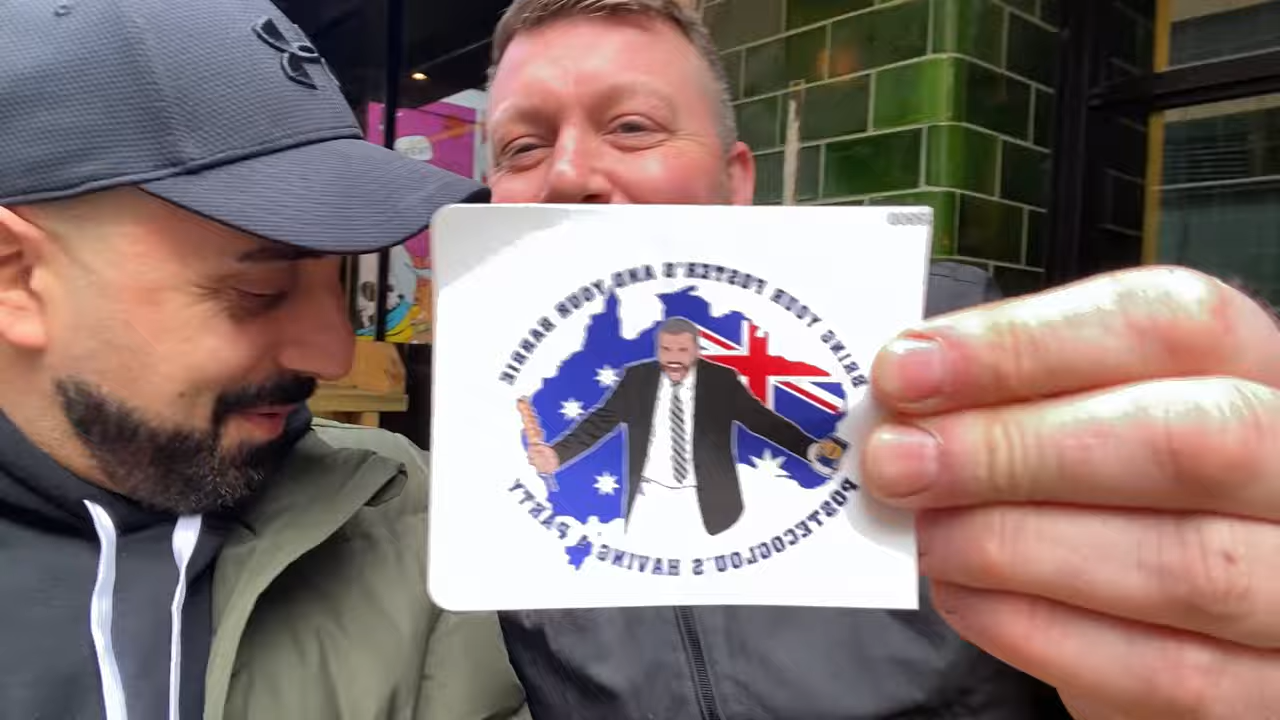 BRING YOUR FOSTER'S AND YOUR BARBIE
POSTECOGLOU'S HAVING A PARTY